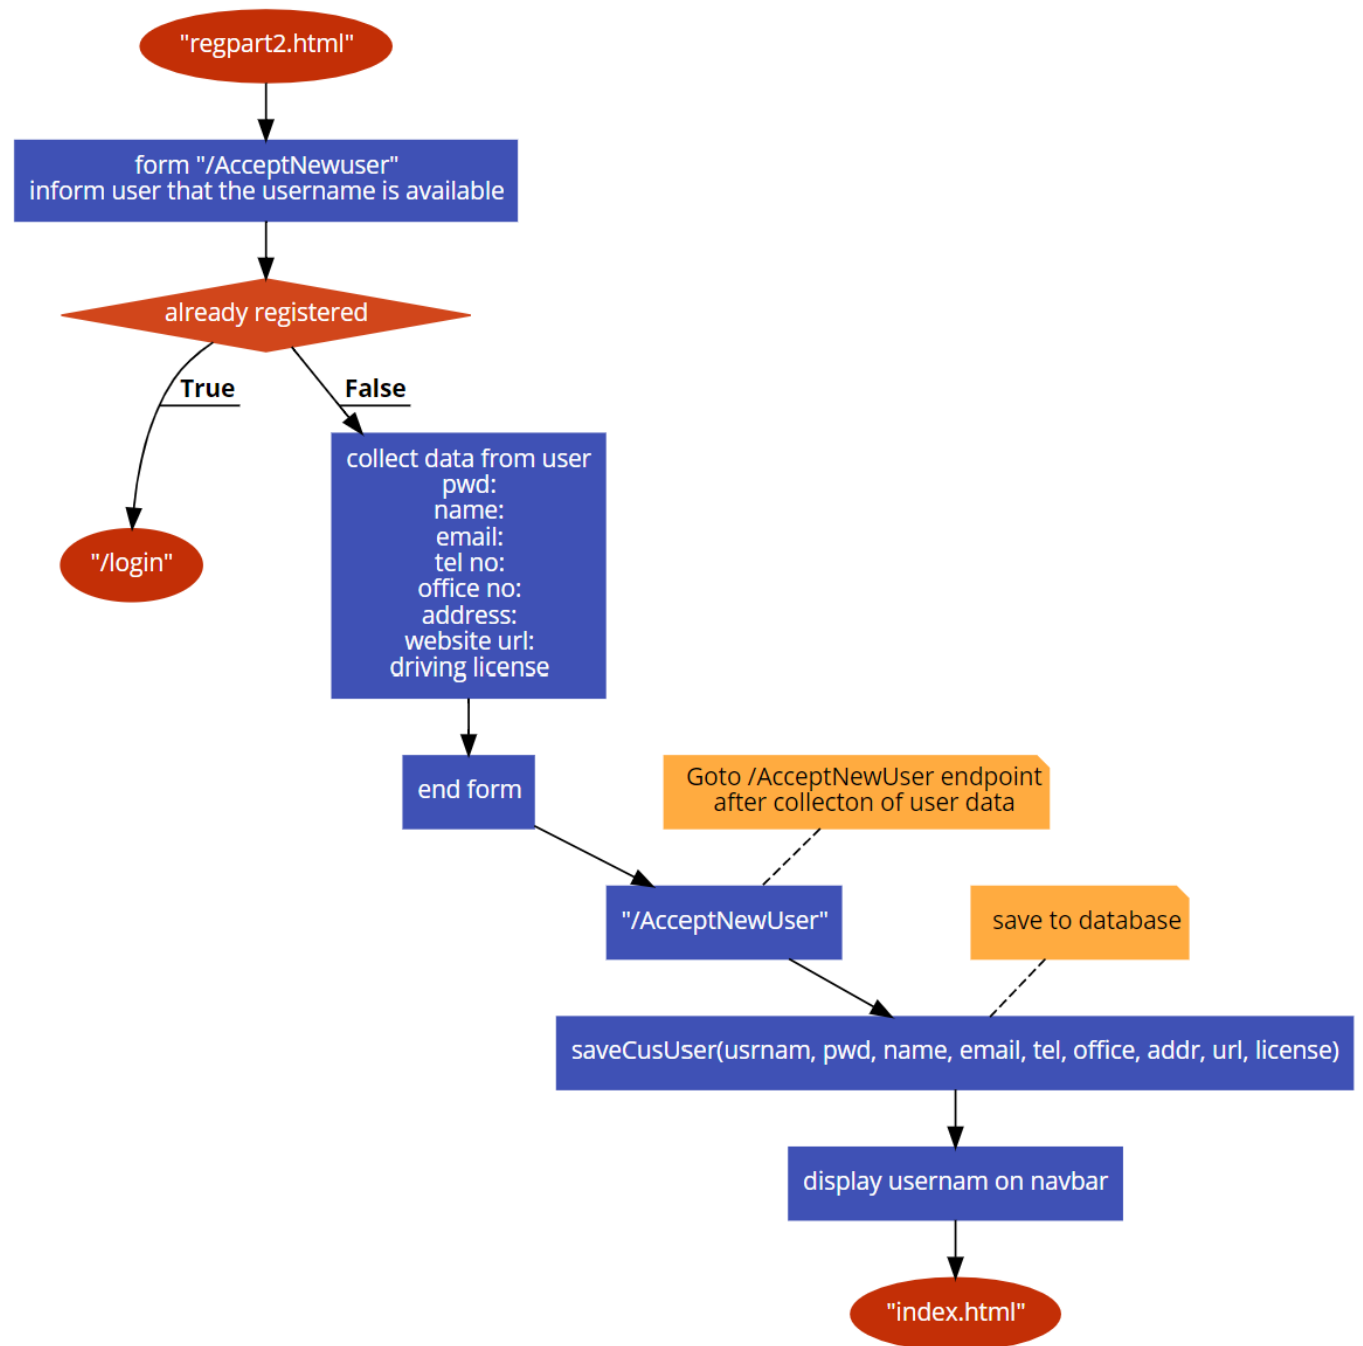 "regpart2.html"
form "/AcceptNewuser"
inform user that the username is available
already registered
True
False
collect data from user
pwd:
name:
email:
tel no:
office no:
address:
website url:
driving license
"/login"
end form
Goto /AcceptNewUser endpoint
after collecton of user data
"/AcceptNewUser"
save to database
saveCusUser(usrnam, pwd, name, email, tel, office, addr, url, license)
display usernam on navbar
"index.html"